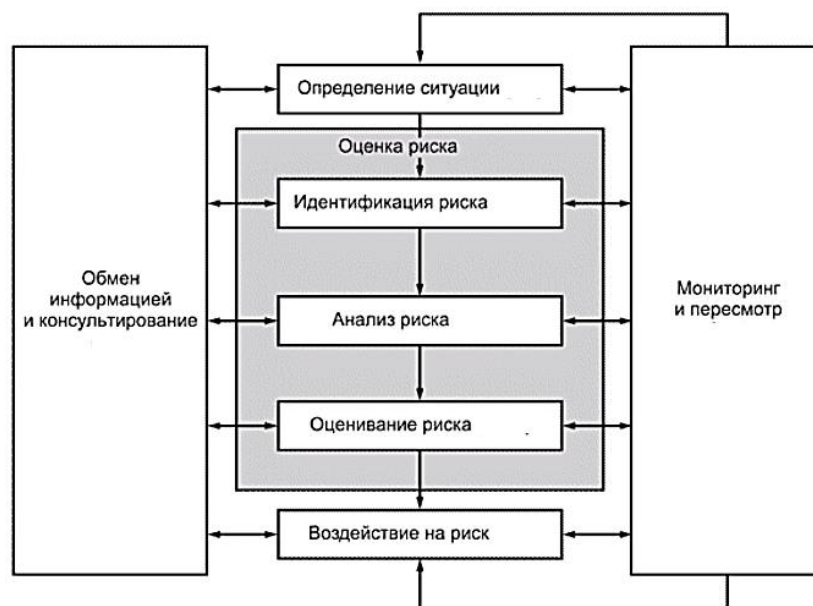 Определение ситуации
Оценка риска
Идентификация риска
Обмен
информацией
и консультирование
Анализ риска
Мониторинг
и пересмотр
Оценивание риска
Воздействие на риск